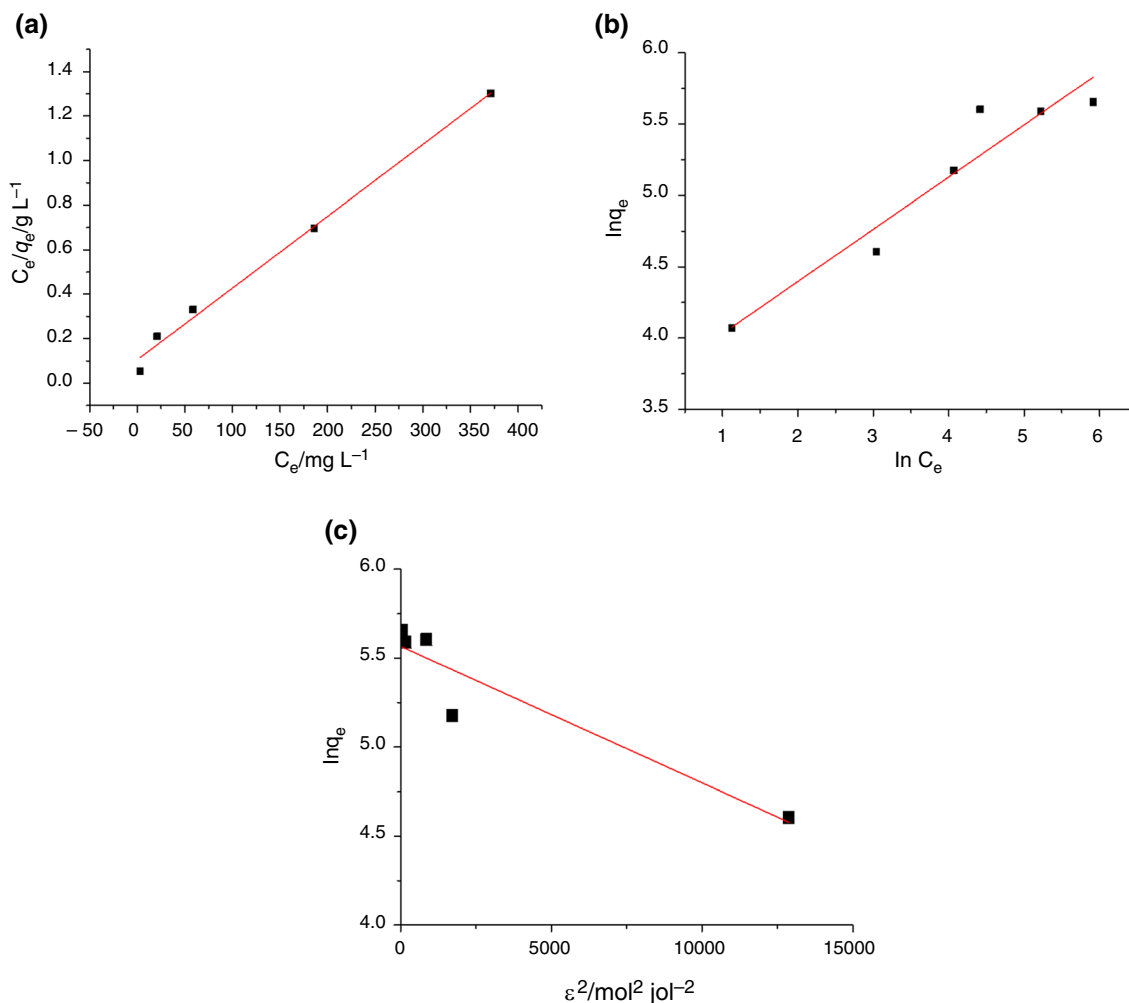 (a)
1.4
1.2
1.0
0.8
0.6
0.4
0.2
0.0
Cₑ/qₑ/g L⁻¹
–50 0 50 100 150 200 250 300 350 400
Cₑ/mg L⁻¹
(b)
6.0
5.5
5.0
4.5
4.0
3.5
lnqₑ
1 2 3 4 5 6
ln Cₑ
(c)
6.0
5.5
5.0
4.5
4.0
lnqₑ
0 5000 10000 15000
ε²/mol² jol⁻²